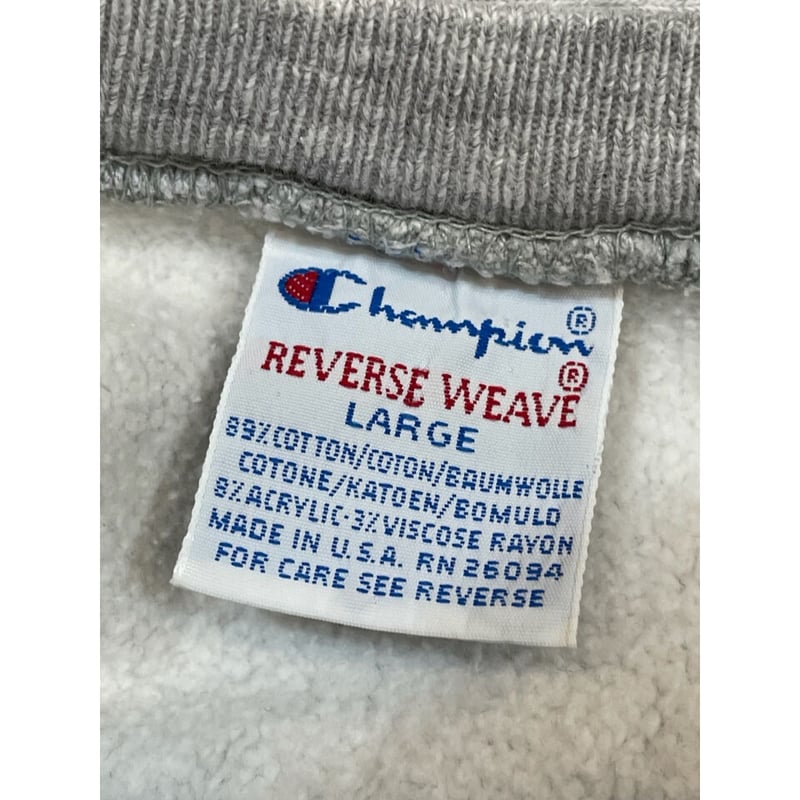 Champion®
REVERSE WEAVE®
LARGE
89% COTTON/COTON/BAUMWOLLE
COTONE/KATOEN/BOMULD
8% ACRYLIC-3% VISCOSE RAYON
MADE IN U.S.A. RN 26094
FOR CARE SEE REVERSE